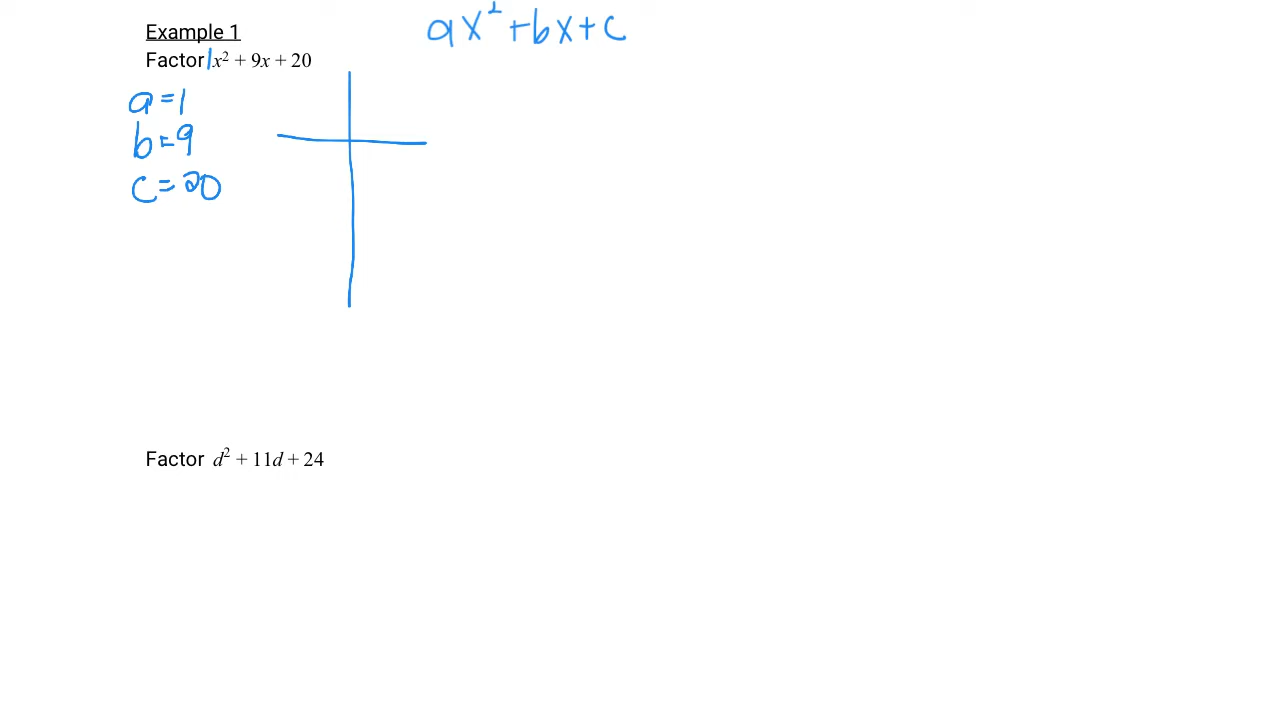 Example 1
ax² + bx + c
Factor 1x² + 9x + 20
a = 1
b = 9
c = 20
Factor d² + 11d + 24